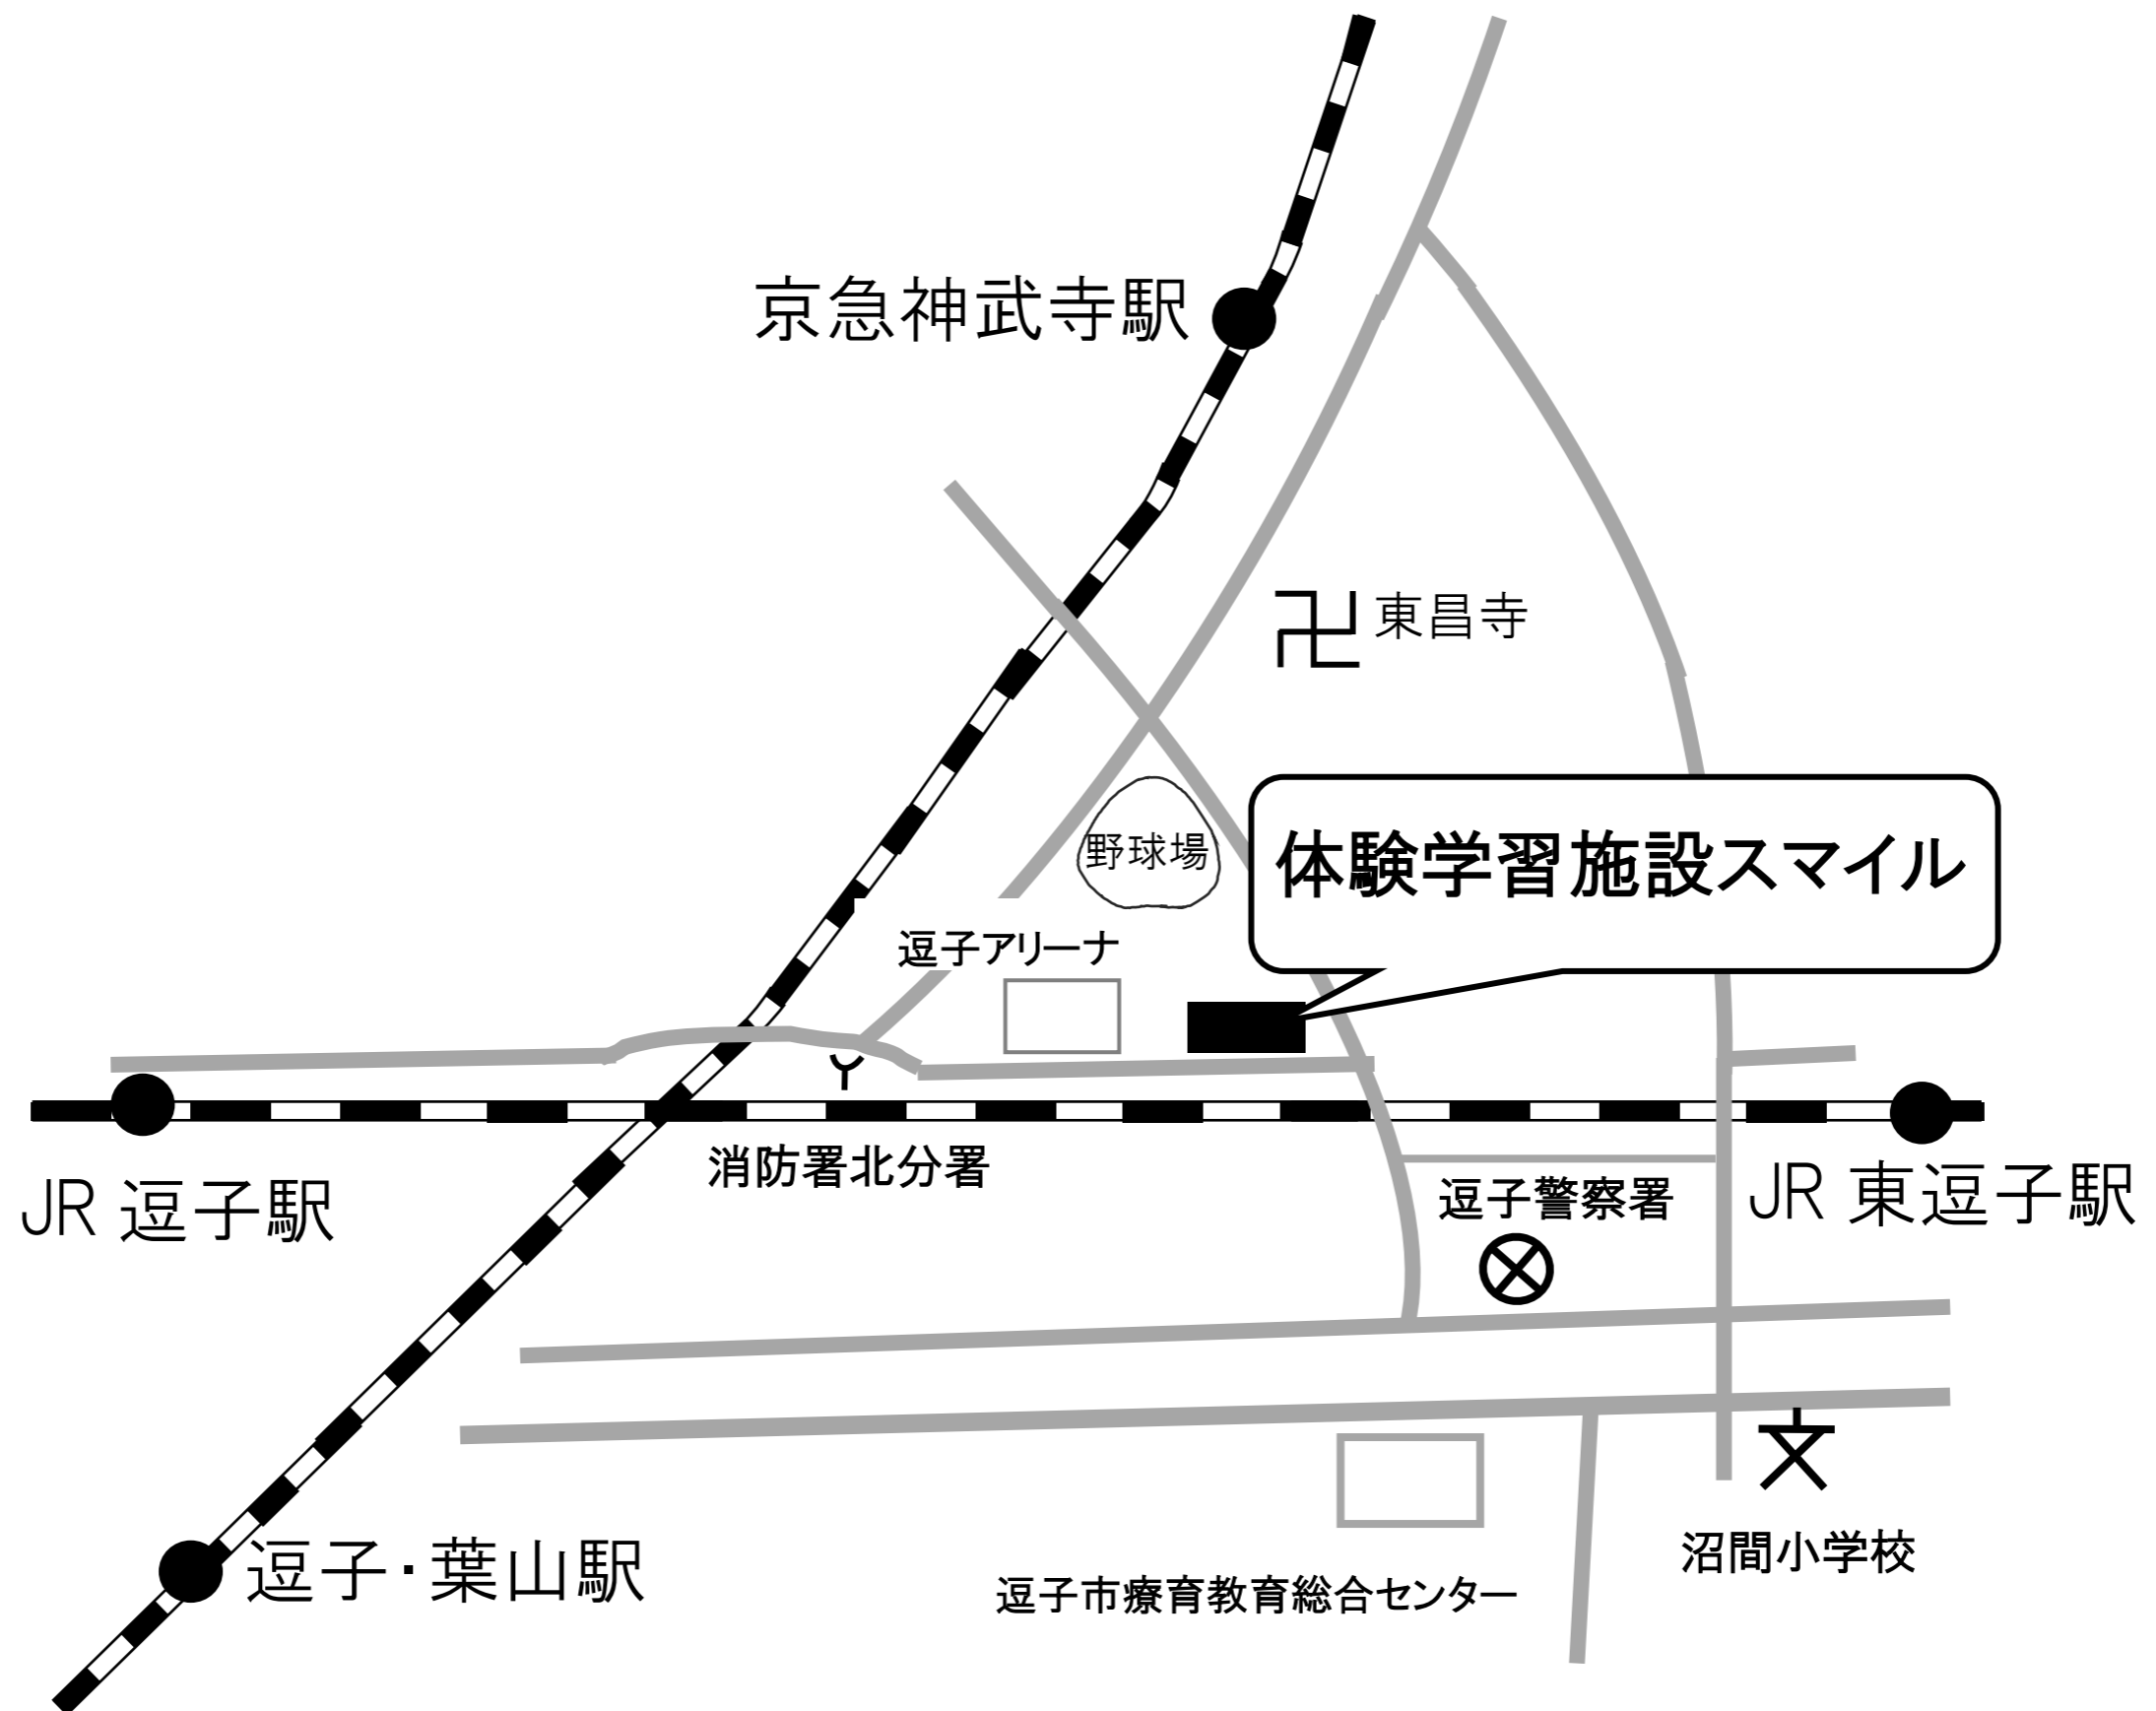 京急神武寺駅
東昌寺
体験学習施設スマイル
野球場
逗子アリーナ
消防署北分署
JR 逗子駅
逗子警察署
JR 東逗子駅
沼間小学校
逗子・葉山駅
逗子市療育教育総合センター